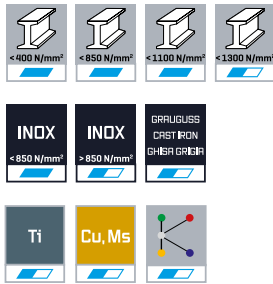 <400 N/mm² <850 N/mm² <1100 N/mm² <1300 N/mm²
INOX INOX GRAUGUSS
CAST IRON
GHISA GRIGIA
<850 N/mm² >850 N/mm²
Ti Cu, Ms